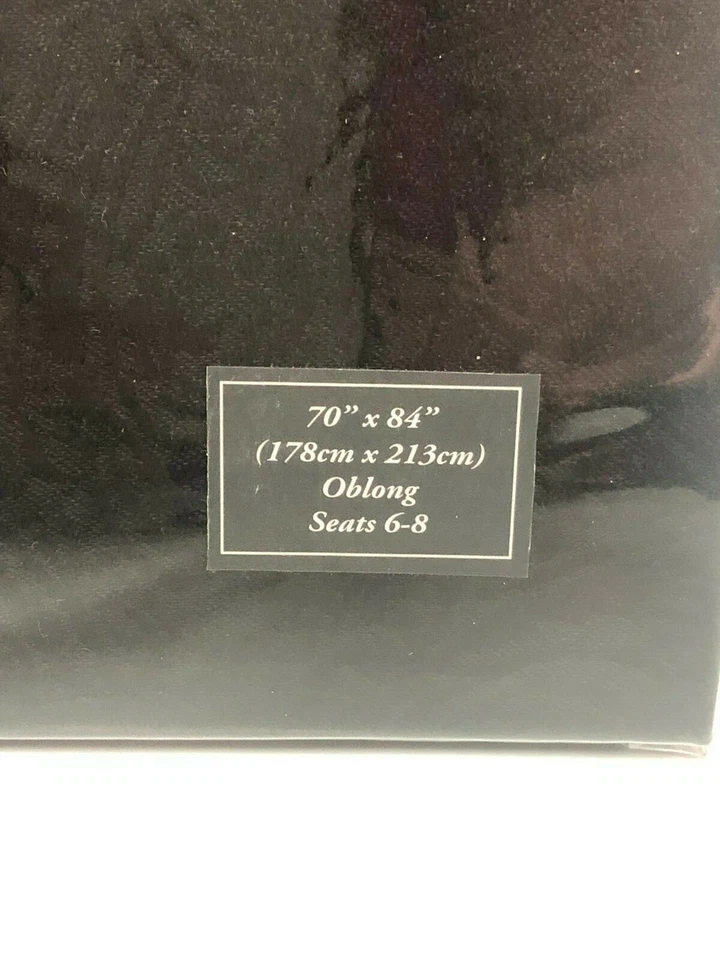 70” x 84”
(178cm x 213cm)
Oblong
Seats 6-8